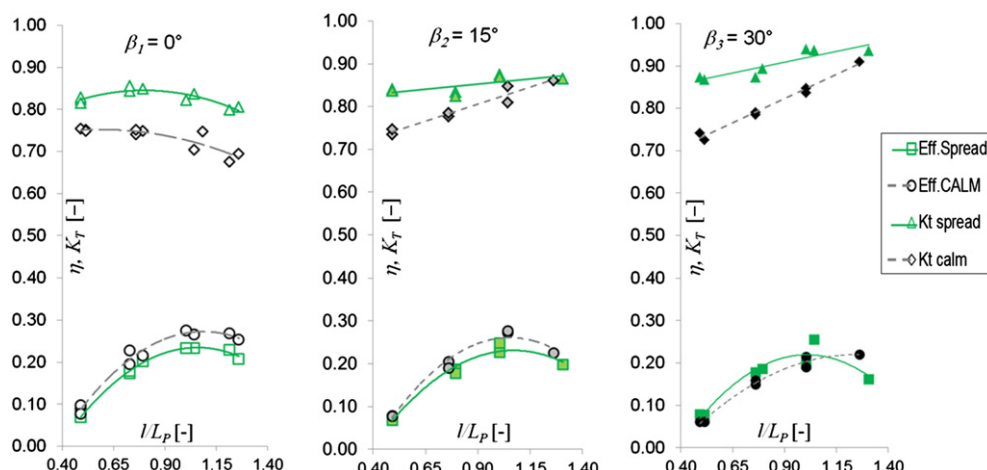 β1 = 0°
1.00
0.90
0.80
0.70
0.60
0.50
0.40
0.30
0.20
0.10
0.00
η, KT [−]
l/LP [-]
0.40 0.65 0.90 1.15 1.40
β2 = 15°
1.00
0.90
0.80
0.70
0.60
0.50
0.40
0.30
0.20
0.10
0.00
η, KT [−]
l/LP [-]
0.40 0.65 0.90 1.15 1.40
β3 = 30°
1.00
0.90
0.80
0.70
0.60
0.50
0.40
0.30
0.20
0.10
0.00
η, KT [−]
l/LP [-]
0.40 0.65 0.90 1.15 1.40
Eff.Spread
Eff.CALM
Kt spread
Kt calm